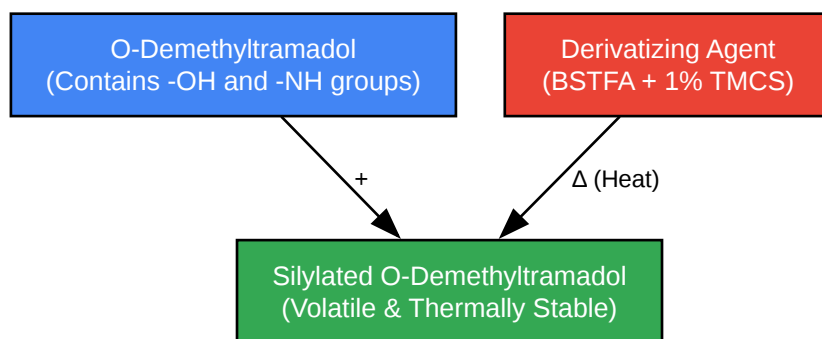 O-Demethyltramadol
(Contains -OH and -NH groups)
Derivatizing Agent
(BSTFA + 1% TMCS)
+
Δ (Heat)
Silylated O-Demethyltramadol
(Volatile & Thermally Stable)